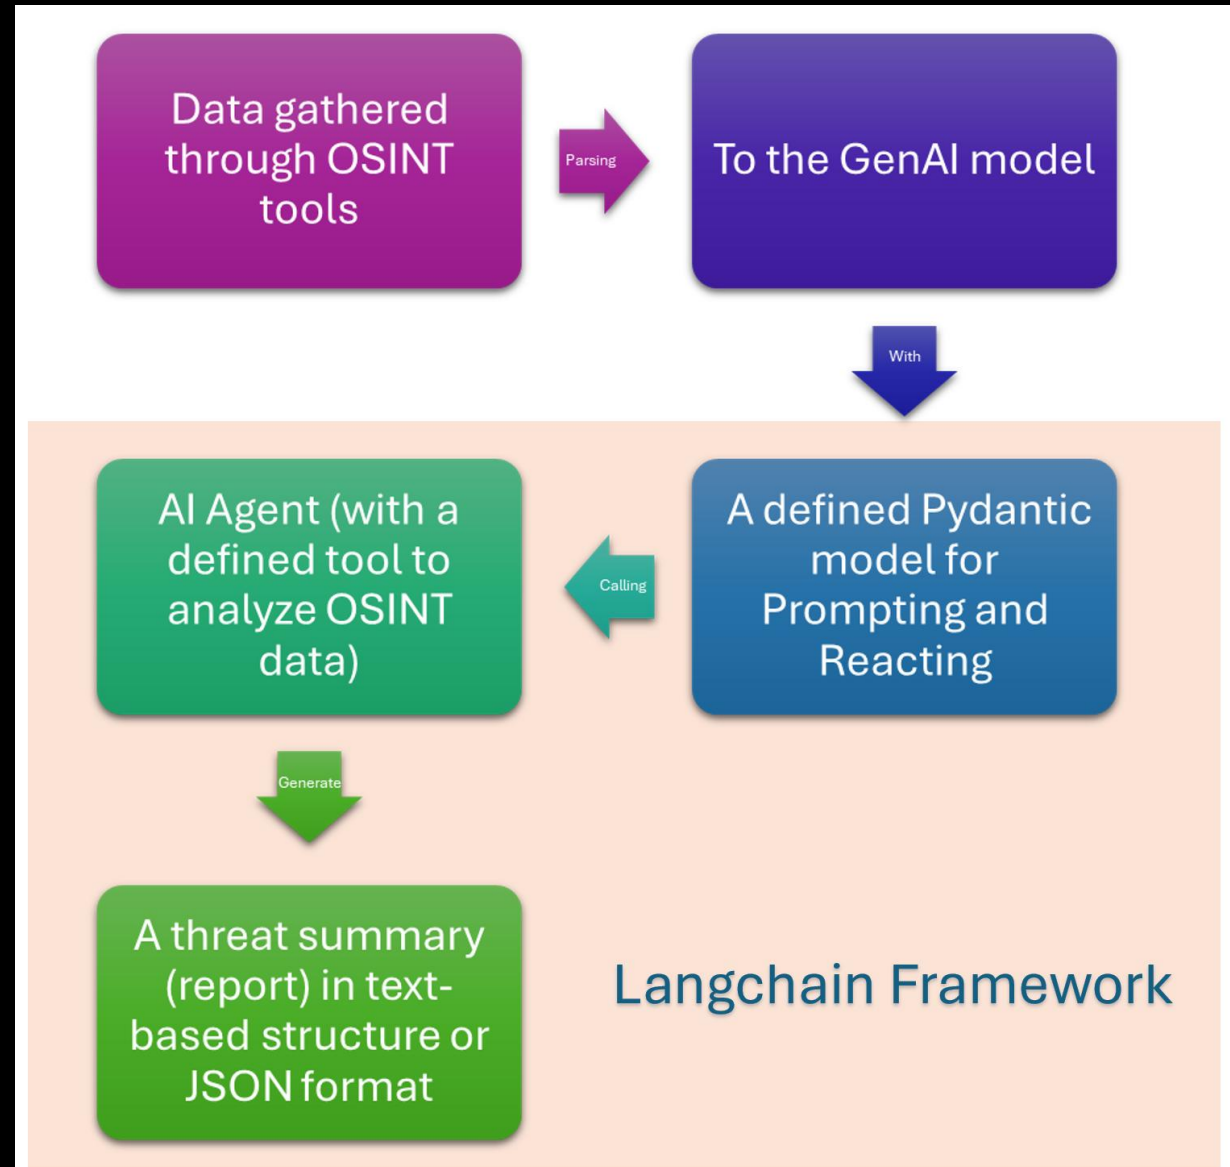 Data gathered
through OSINT
tools
Parsing
To the GenAI model
With
A defined Pydantic
model for
Prompting and
Reacting
Calling
AI Agent (with a
defined tool to
analyze OSINT
data)
Generate
A threat summary
(report) in text-
based structure or
JSON format
Langchain Framework